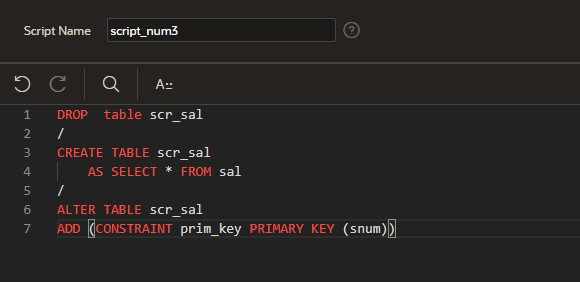 Script Name script_num3 ?
A::
1 DROP  table scr_sal
2 /
3 CREATE TABLE scr_sal
4     AS SELECT * FROM sal
5 /
6 ALTER TABLE scr_sal
7 ADD (CONSTRAINT prim_key PRIMARY KEY (snum))